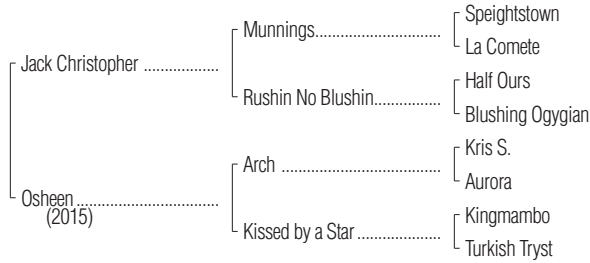 Speightstown
Munnings
La Comete
Jack Christopher
Half Ours
Rushin No Blushin
Blushing Ogygian
Kris S.
Arch
Aurora
Osheen
(2015)
Kingmambo
Kissed by a Star
Turkish Tryst